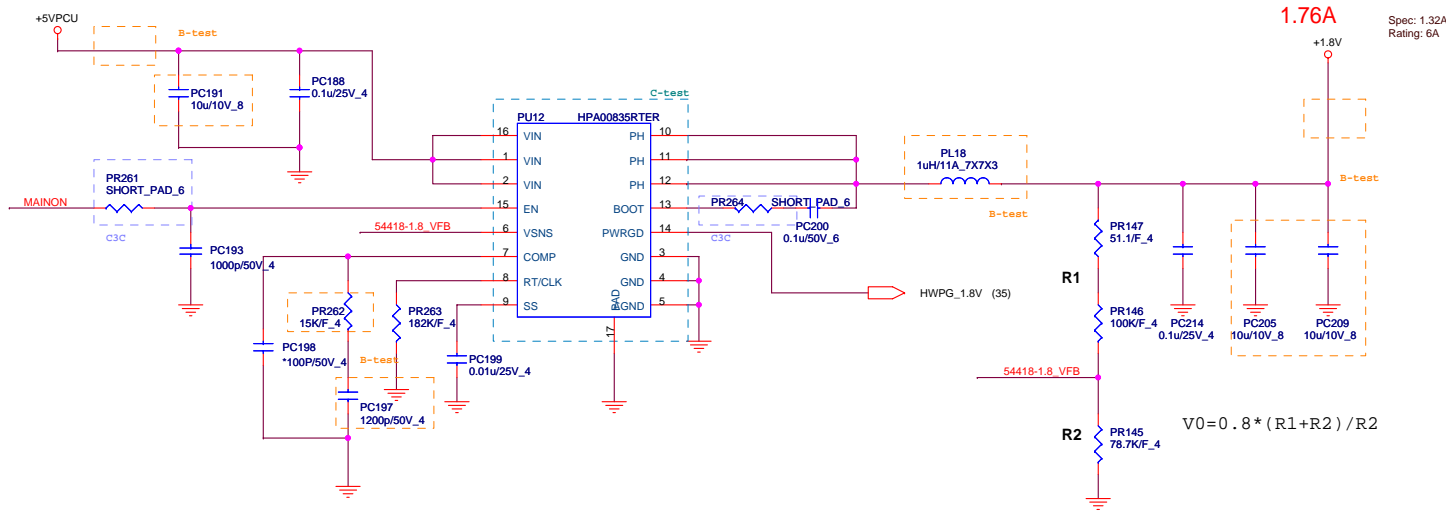 +5VPCU
B-test
PC191
10u/10V_8
PC188
0.1u/25V_4
1.76A
Spec: 1.32A
Rating: 6A
+1.8V
B-test
C-test
PU12
HPA00835RTER
16
VIN
1
VIN
2
VIN
15
EN
6
VSNS
7
COMP
8
RT/CLK
9
SS
PH
10
PH
11
PH
12
BOOT
13
PWRGD
14
GND
3
GND
4
AGND
5
PAD
17
PR261
SHORT_PAD_6
MAINON
C3C
PC193
1000p/50V_4
54418-1.8_VFB
PR262
15K/F_4
PR263
182K/F_4
PC198
*100P/50V_4
B-test
PC199
0.01u/25V_4
PC197
1200p/50V_4
PR264
SHORT_PAD_6
C3C
PC200
0.1u/50V_6
PL18
1uH/11A_7X7X3
B-test
HWPG_1.8V (35)
PR147
51.1/F_4
R1
PR146
100K/F_4
PC214
0.1u/25V_4
PC205
10u/10V_8
PC209
10u/10V_8
54418-1.8_VFB
R2
PR145
78.7K/F_4
V0=0.8*(R1+R2)/R2